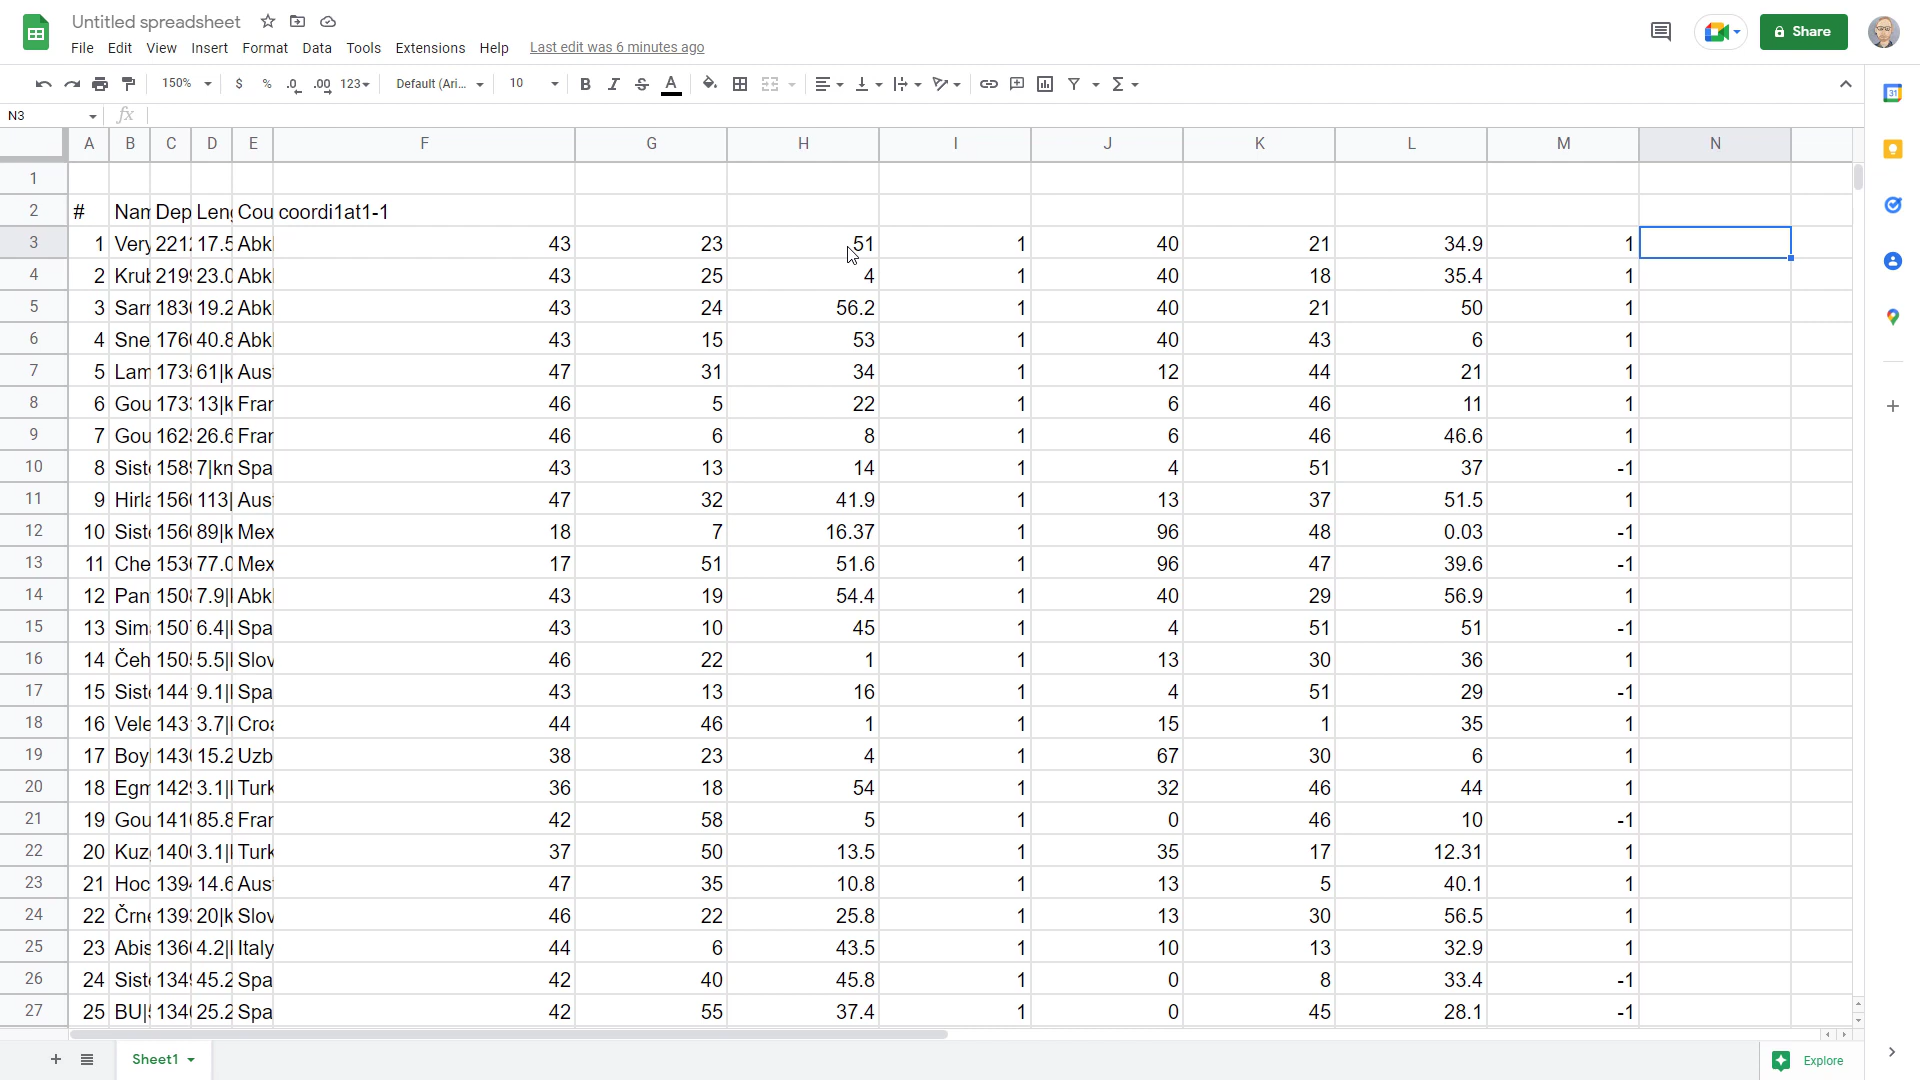 Untitled spreadsheet
File Edit View Insert Format Data Tools Extensions Help Last edit was 6 minutes ago
Share
150% $ % .0 .00 123 Default (Ari... 10 B I S A
31
N3 fx
A B C D E F G H I J K L M N
1
2 # Nam Dep Leng Cou coordi1at1-1
3 1 Very 221 17.5 Abk 43 23 51 1 40 21 34.9 1
4 2 Krub 219 23.0 Abk 43 25 4 1 40 18 35.4 1
5 3 Sarr 183 19.2 Abk 43 24 56.2 1 40 21 50 1
6 4 Sne 176 40.8 Abk 43 15 53 1 40 43 6 1
7 5 Lam 173 61|k Aus 47 31 34 1 12 44 21 1
8 6 Gou 173 13|k Fran 46 5 22 1 6 46 11 1
9 7 Gou 162 26.6 Fran 46 6 8 1 6 46 46.6 1
10 8 Sist 158 7|km Spa 43 13 14 1 4 51 37 -1
11 9 Hirla 156 113| Aus 47 32 41.9 1 13 37 51.5 1
12 10 Sist 156 89|k Mex 18 7 16.37 1 96 48 0.03 -1
13 11 Che 153 77.0 Mex 17 51 51.6 1 96 47 39.6 -1
14 12 Pan 150 7.9| Abk 43 19 54.4 1 40 29 56.9 1
15 13 Sim 150 6.4| Spa 43 10 45 1 4 51 51 -1
16 14 Čeh 150 5.5| Slov 46 22 1 1 13 30 36 1
17 15 Sist 144 9.1| Spa 43 13 16 1 4 51 29 -1
18 16 Vele 143 3.7| Croa 44 46 1 1 15 1 35 1
19 17 Boy 143 15.2 Uzb 38 23 4 1 67 30 6 1
20 18 Egm 142 3.1| Turk 36 18 54 1 32 46 44 1
21 19 Gou 141 85.8 Fran 42 58 5 1 0 46 10 -1
22 20 Kuz 140 3.1| Turk 37 50 13.5 1 35 17 12.31 1
23 21 Hoc 139 14.6 Aus 47 35 10.8 1 13 5 40.1 1
24 22 Črne 139 20|k Slov 46 22 25.8 1 13 30 56.5 1
25 23 Abis 136 4.2| Italy 44 6 43.5 1 10 13 32.9 1
26 24 Sist 134 45.2 Spa 42 40 45.8 1 0 8 33.4 -1
27 25 BU| 134 25.2 Spa 42 55 37.4 1 0 45 28.1 -1
Sheet1 Explore